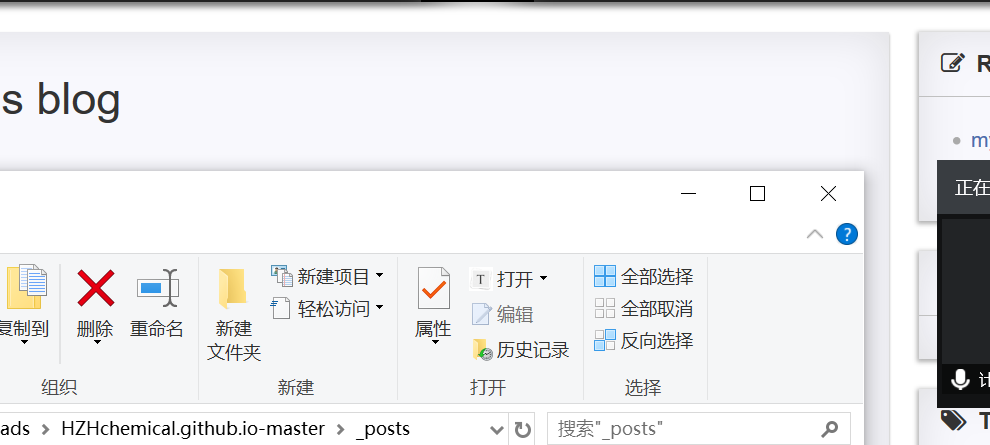 s blog
R
my
正在
新建项目
打开
全部选择
轻松访问
编辑
全部取消
复制到
删除
重命名
新建
文件夹
属性
历史记录
反向选择
组织
新建
打开
选择
计
ads > HZHchemical.github.io-master > _posts
搜索"_posts"
T